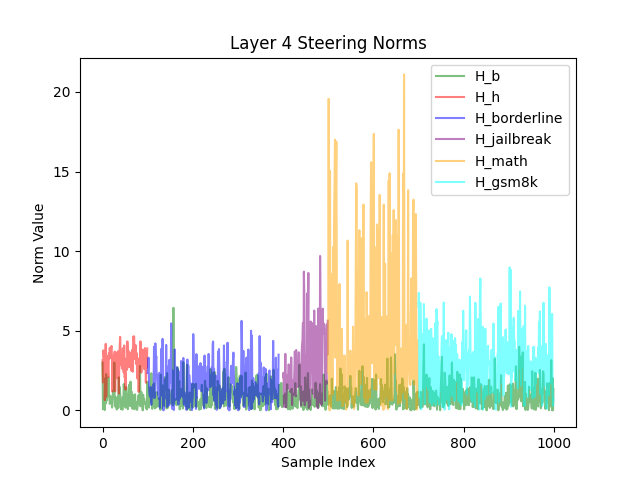 Layer 4 Steering Norms
H_b
H_h
H_borderline
H_jailbreak
H_math
H_gsm8k
Norm Value
20
15
10
5
0
0
200
400
600
800
1000
Sample Index